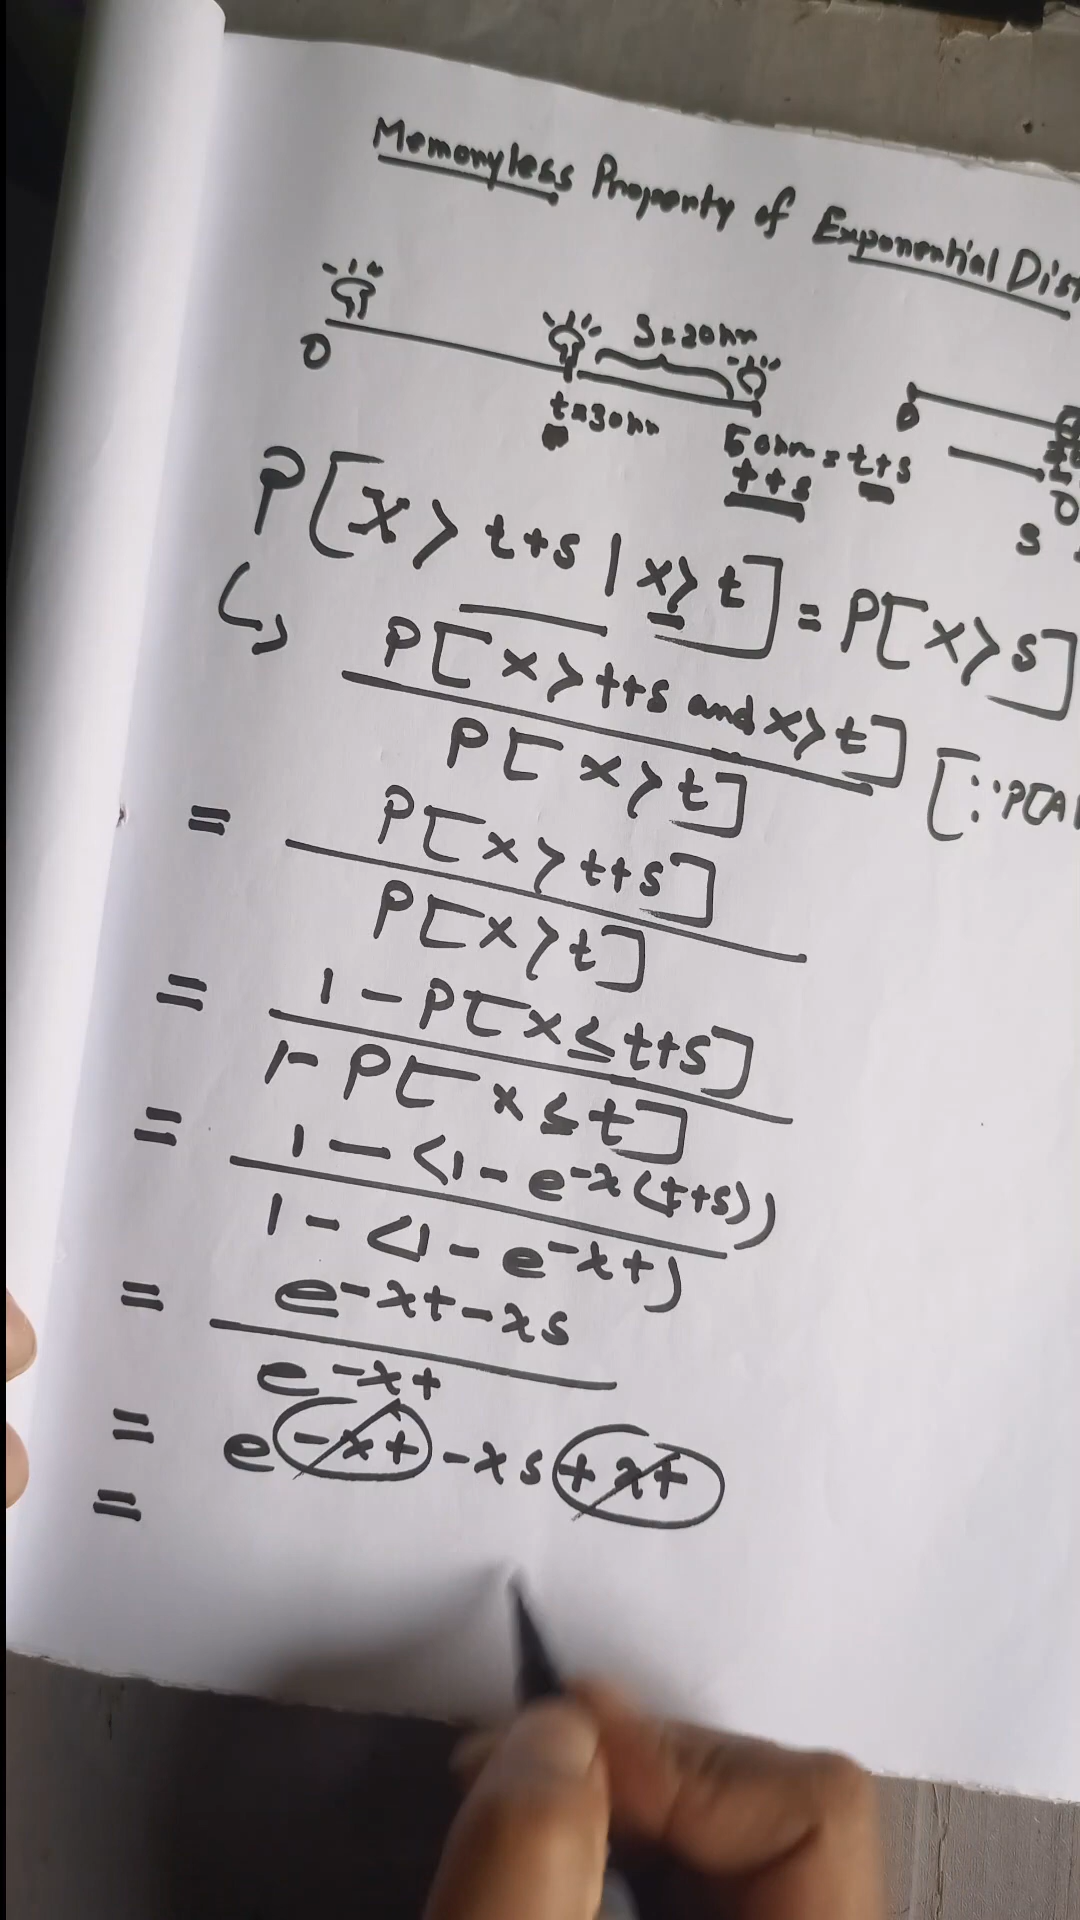 Memoryless Property of Exponential Dist
S=20hr
0
t=30hr
50hr = t+s
t+s
0
S
P[X> t+s | X> t] = P[X>S]
P[X>t+s and X>t]
P[X>t]
[∵P[A
= P[X>t+s]
P[X>t]
= 1-P[X≤t+s]
1-P[X≤t]
= 1-(1-e-λ(t+s))
1-(1-e-λt)
= e-λt-λs
e-λt
= e-λt-λs+λt
=